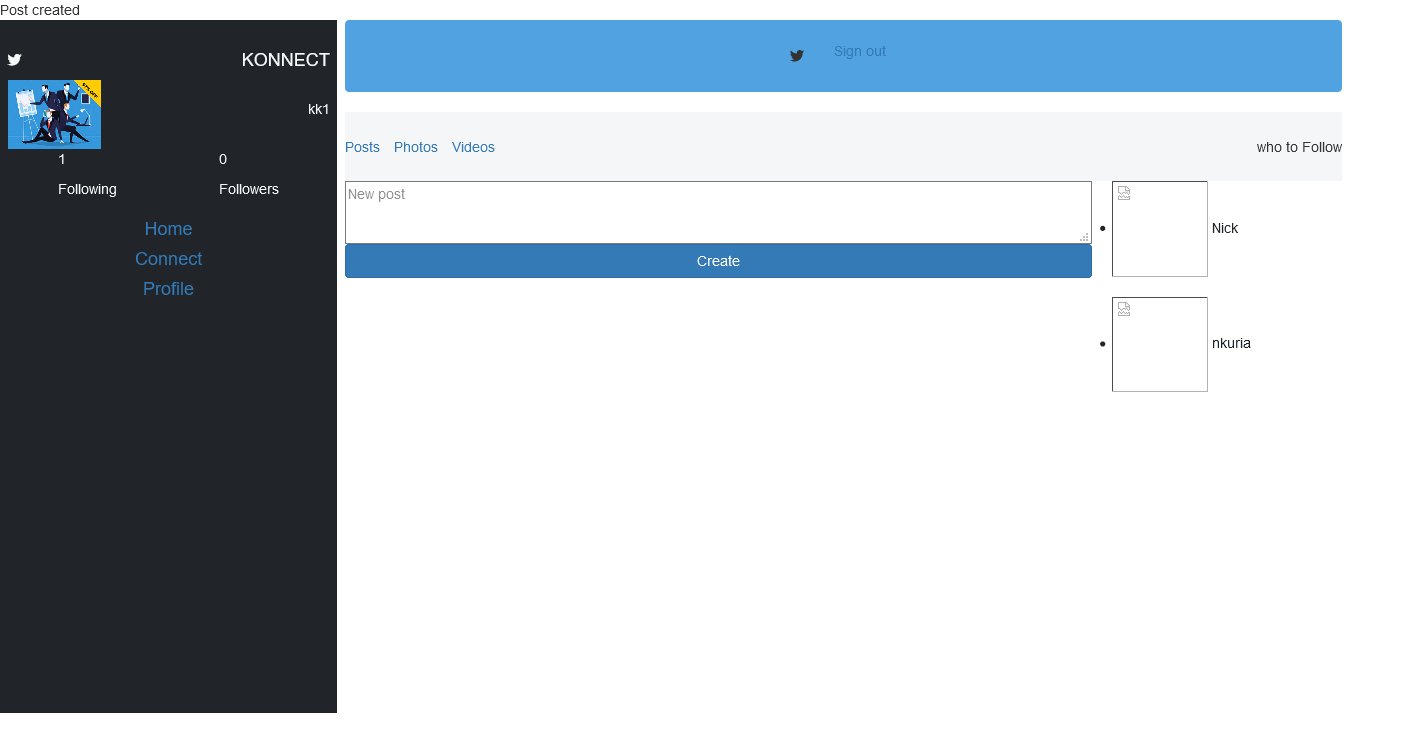 Post created
KONNECT
kk1
1 0
Following Followers
Home
Connect
Profile
Sign out
Posts Photos Videos who to Follow
New post
Create
Nick
nkuria